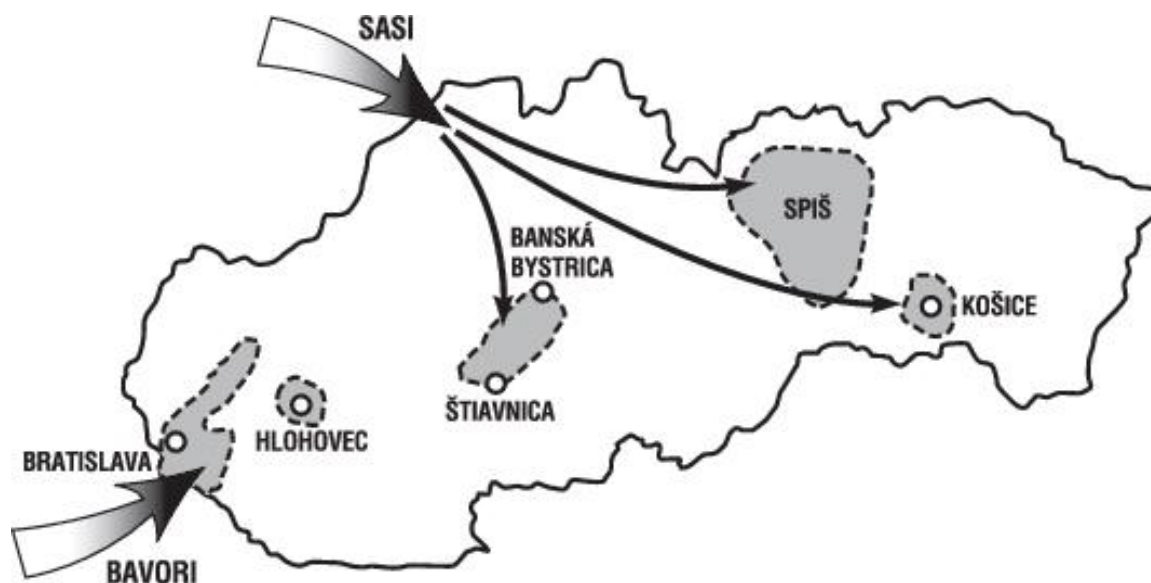 SASI
SPIŠ
BANSKÁ
BYSTRICA
KOŠICE
ŠTIAVNICA
HLOHOVEC
BRATISLAVA
BAVORI